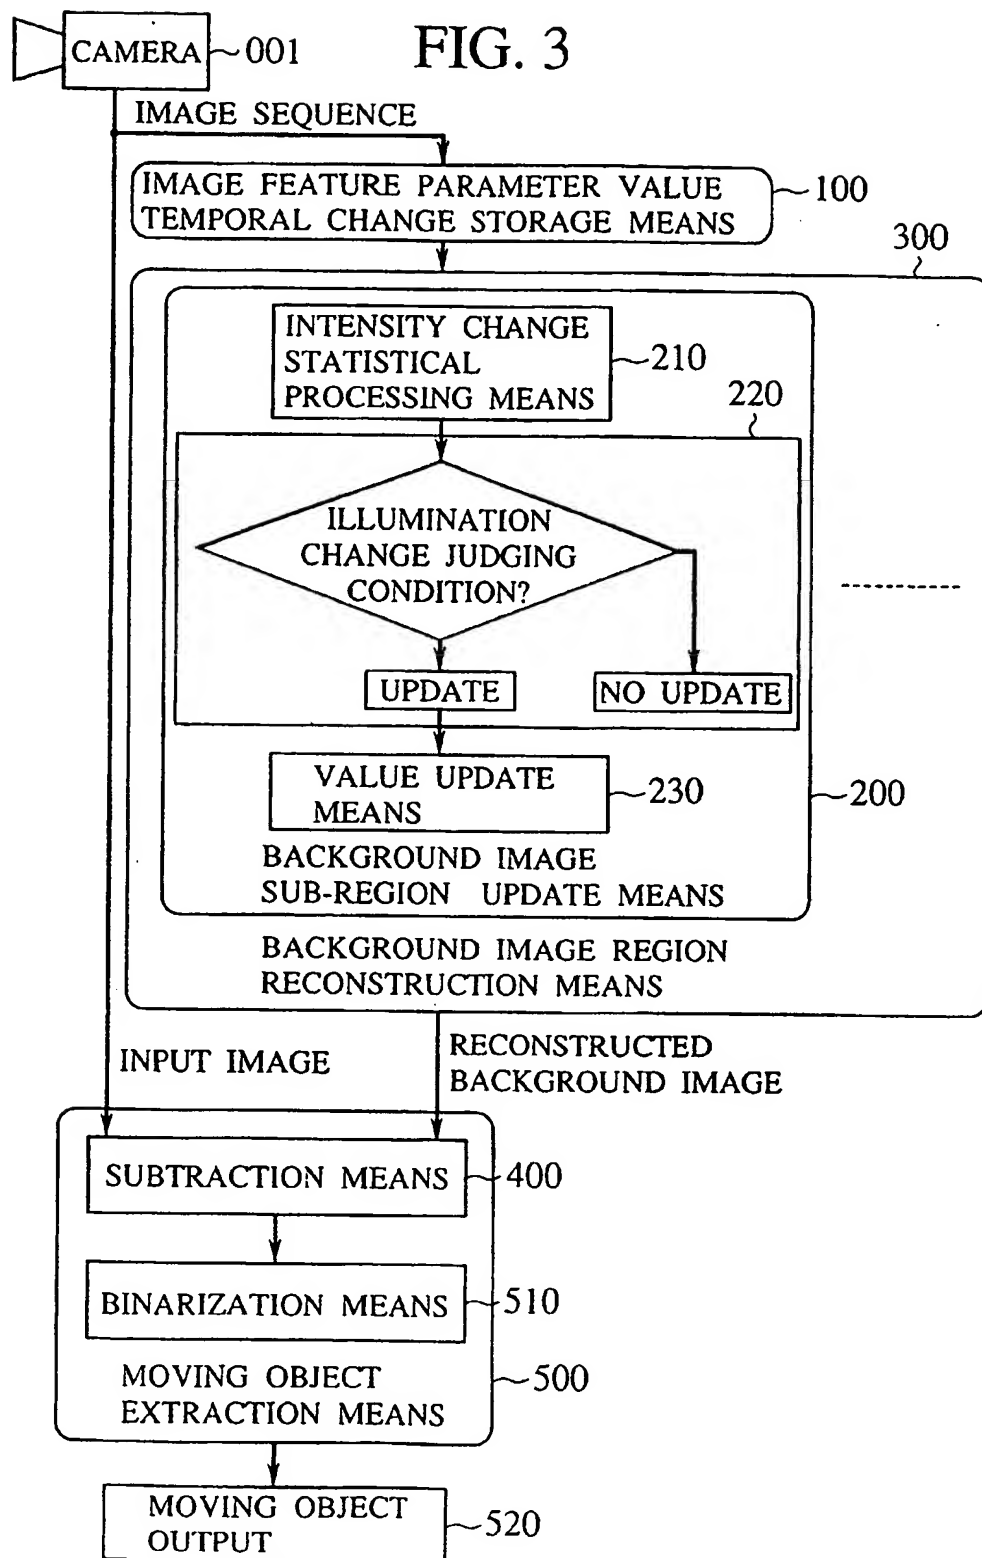 CAMERA
001
FIG. 3
IMAGE SEQUENCE
IMAGE FEATURE PARAMETER VALUE
TEMPORAL CHANGE STORAGE MEANS
100
300
INTENSITY CHANGE
STATISTICAL
PROCESSING MEANS
210
220
ILLUMINATION
CHANGE JUDGING
CONDITION?
UPDATE
NO UPDATE
VALUE UPDATE
MEANS
230
200
BACKGROUND IMAGE
SUB-REGION UPDATE MEANS
BACKGROUND IMAGE REGION
RECONSTRUCTION MEANS
INPUT IMAGE
RECONSTRUCTED
BACKGROUND IMAGE
SUBTRACTION MEANS
400
BINARIZATION MEANS
510
MOVING OBJECT
EXTRACTION MEANS
500
MOVING OBJECT
OUTPUT
520